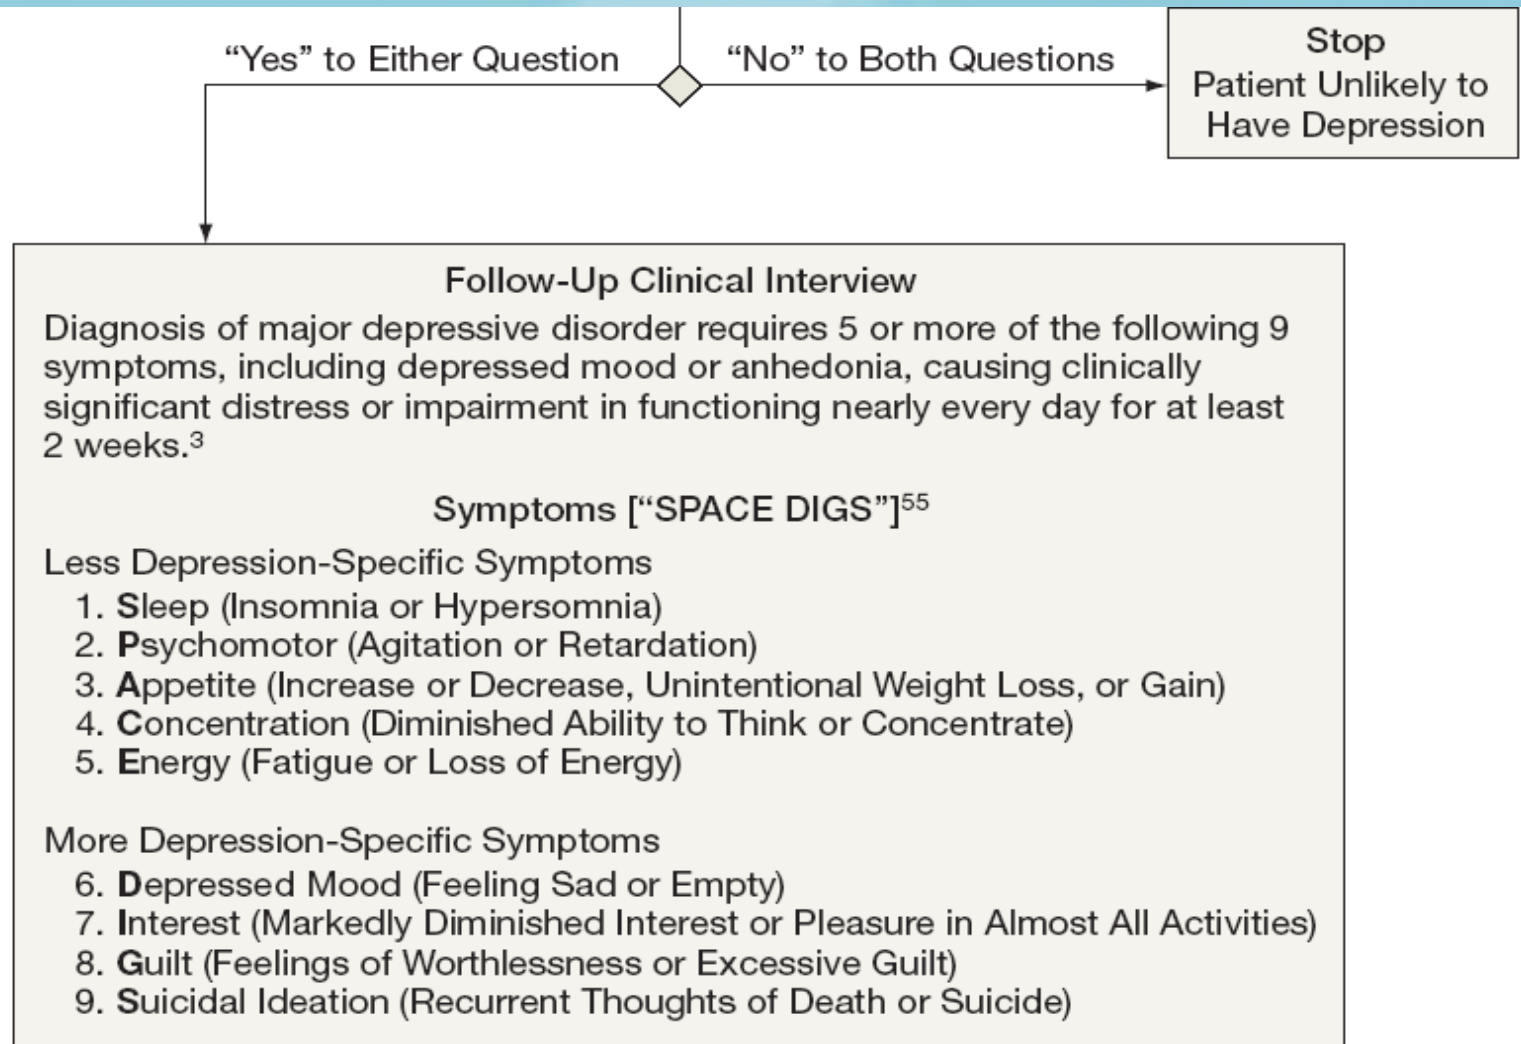 “Yes” to Either Question
“No” to Both Questions
Stop
Patient Unlikely to
Have Depression
Follow-Up Clinical Interview
Diagnosis of major depressive disorder requires 5 or more of the following 9
symptoms, including depressed mood or anhedonia, causing clinically
significant distress or impairment in functioning nearly every day for at least
2 weeks.³
Symptoms [“SPACE DIGS”]⁵⁵
Less Depression-Specific Symptoms
1. Sleep (Insomnia or Hypersomnia)
2. Psychomotor (Agitation or Retardation)
3. Appetite (Increase or Decrease, Unintentional Weight Loss, or Gain)
4. Concentration (Diminished Ability to Think or Concentrate)
5. Energy (Fatigue or Loss of Energy)
More Depression-Specific Symptoms
6. Depressed Mood (Feeling Sad or Empty)
7. Interest (Markedly Diminished Interest or Pleasure in Almost All Activities)
8. Guilt (Feelings of Worthlessness or Excessive Guilt)
9. Suicidal Ideation (Recurrent Thoughts of Death or Suicide)